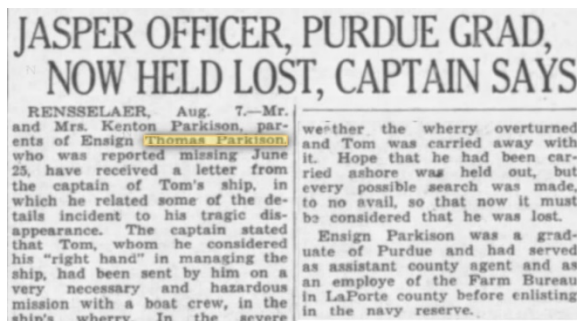 JASPER OFFICER, PURDUE GRAD,
NOW HELD LOST, CAPTAIN SAYS
RENSSELAER, Aug. 7.—Mr.
and Mrs. Kenton Parkison, par-
ents of Ensign Thomas Parkison,
who was reported missing June
25, have received a letter from
the captain of Tom's ship, in
which he related some of the de-
tails incident to his tragic dis-
appearance. The captain stated
that Tom, whom he considered
his "right hand" in managing the
ship, had been sent by him on a
very necessary and hazardous
mission with a boat crew, in the
ship's wherry. In the severe
wether the wherry overturned
and Tom was carried away with
it. Hope that he had been car-
ried ashore was held out, but
every possible search was made,
to no avail, so that now it must
be considered that he was lost.
Ensign Parkison was a grad-
uate of Purdue and had served
as assistant county agent and as
an employe of the Farm Bureau
in LaPorte county before enlisting
in the navy reserve.